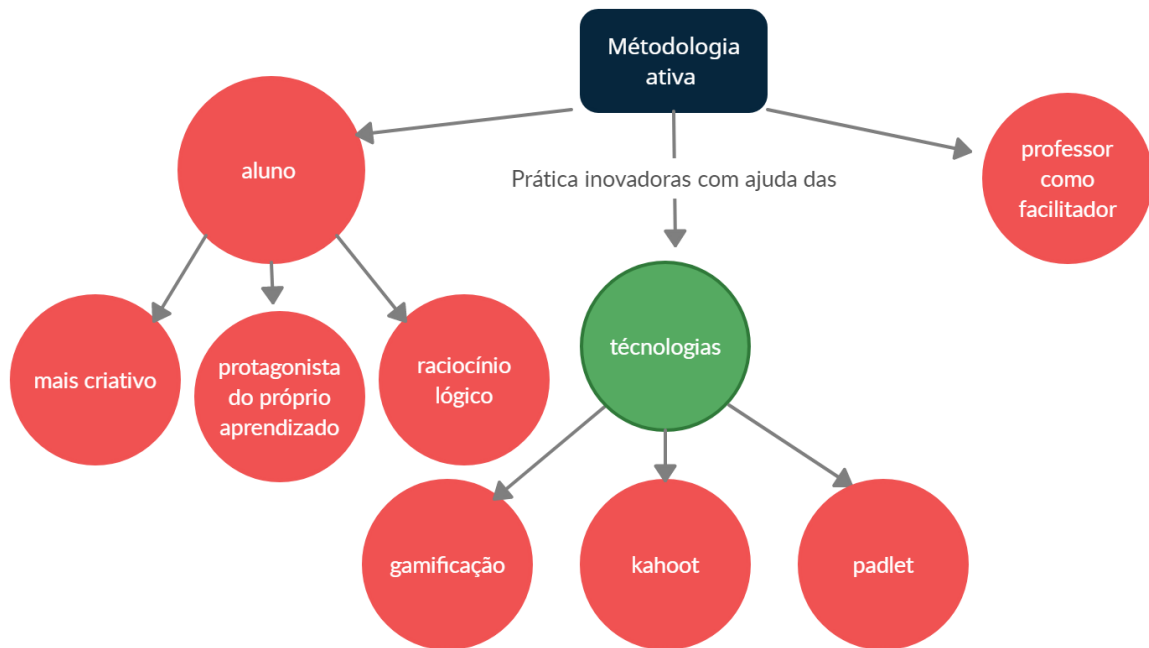 Métodologia
ativa
aluno
Prática inovadoras com ajuda das
professor
como
facilitador
mais criativo
protagonista
do próprio
aprendizado
raciocínio
lógico
técnologias
gamificação
kahoot
padlet